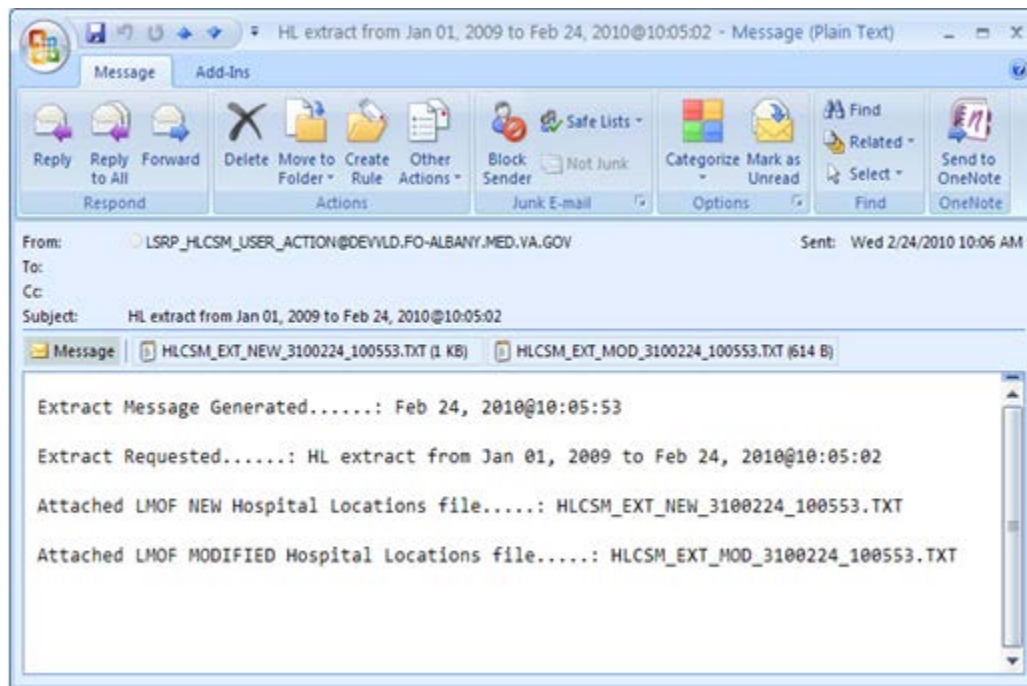 HL extract from Jan 01, 2009 to Feb 24, 2010@10:05:02 - Message (Plain Text)
Message Add-Ins
Reply Reply to All Forward Delete Move to Folder Create Rule Other Actions Block Sender Safe Lists Not Junk Categorize Mark as Unread Find Related Select Send to OneNote
Respond Actions Junk E-mail Options Find OneNote
From: LSRP_HLCSM_USER_ACTION@DEVVLD.FO-ALBANY.MED.VA.GOV Sent: Wed 2/24/2010 10:06 AM
To:
Cc:
Subject: HL extract from Jan 01, 2009 to Feb 24, 2010@10:05:02
Message HLCSM_EXT_NEW_3100224_100553.TXT (1 KB) HLCSM_EXT_MOD_3100224_100553.TXT (614 B)
Extract Message Generated......: Feb 24, 2010@10:05:53
Extract Requested......: HL extract from Jan 01, 2009 to Feb 24, 2010@10:05:02
Attached LMOF NEW Hospital Locations file.....: HLCSM_EXT_NEW_3100224_100553.TXT
Attached LMOF MODIFIED Hospital Locations file.....: HLCSM_EXT_MOD_3100224_100553.TXT